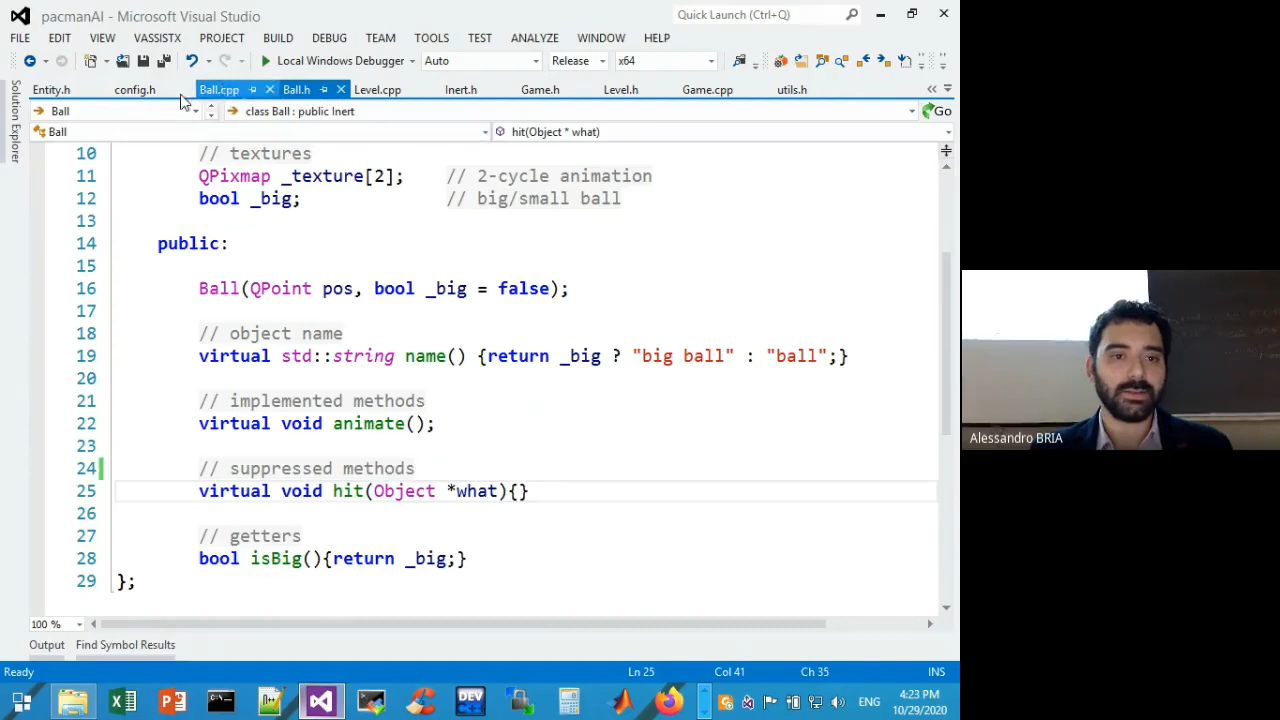 pacmanAI - Microsoft Visual Studio
Quick Launch (Ctrl+Q)
FILE EDIT VIEW VASSISTX PROJECT BUILD DEBUG TEAM TOOLS TEST ANALYZE WINDOW HELP
Local Windows Debugger Auto Release x64
Solution Explorer
Entity.h config.h Ball.cpp Ball.h Level.cpp Inert.h Game.h Level.h Game.cpp utils.h
Ball class Ball : public Inert Go
Ball hit(Object * what)
10 // textures
11 QPixmap _texture[2]; // 2-cycle animation
12 bool _big; // big/small ball
13
14 public:
15
16 Ball(QPoint pos, bool _big = false);
17
18 // object name
19 virtual std::string name() {return _big ? "big ball" : "ball";}
20
21 // implemented methods
22 virtual void animate();
23
24 // suppressed methods
25 virtual void hit(Object *what){}
26
27 // getters
28 bool isBig(){return _big;}
29 };
100 %
Output Find Symbol Results
Ready Ln 25 Col 41 Ch 35 INS
DEV
ENG
4:23 PM
10/29/2020
Alessandro BRIA